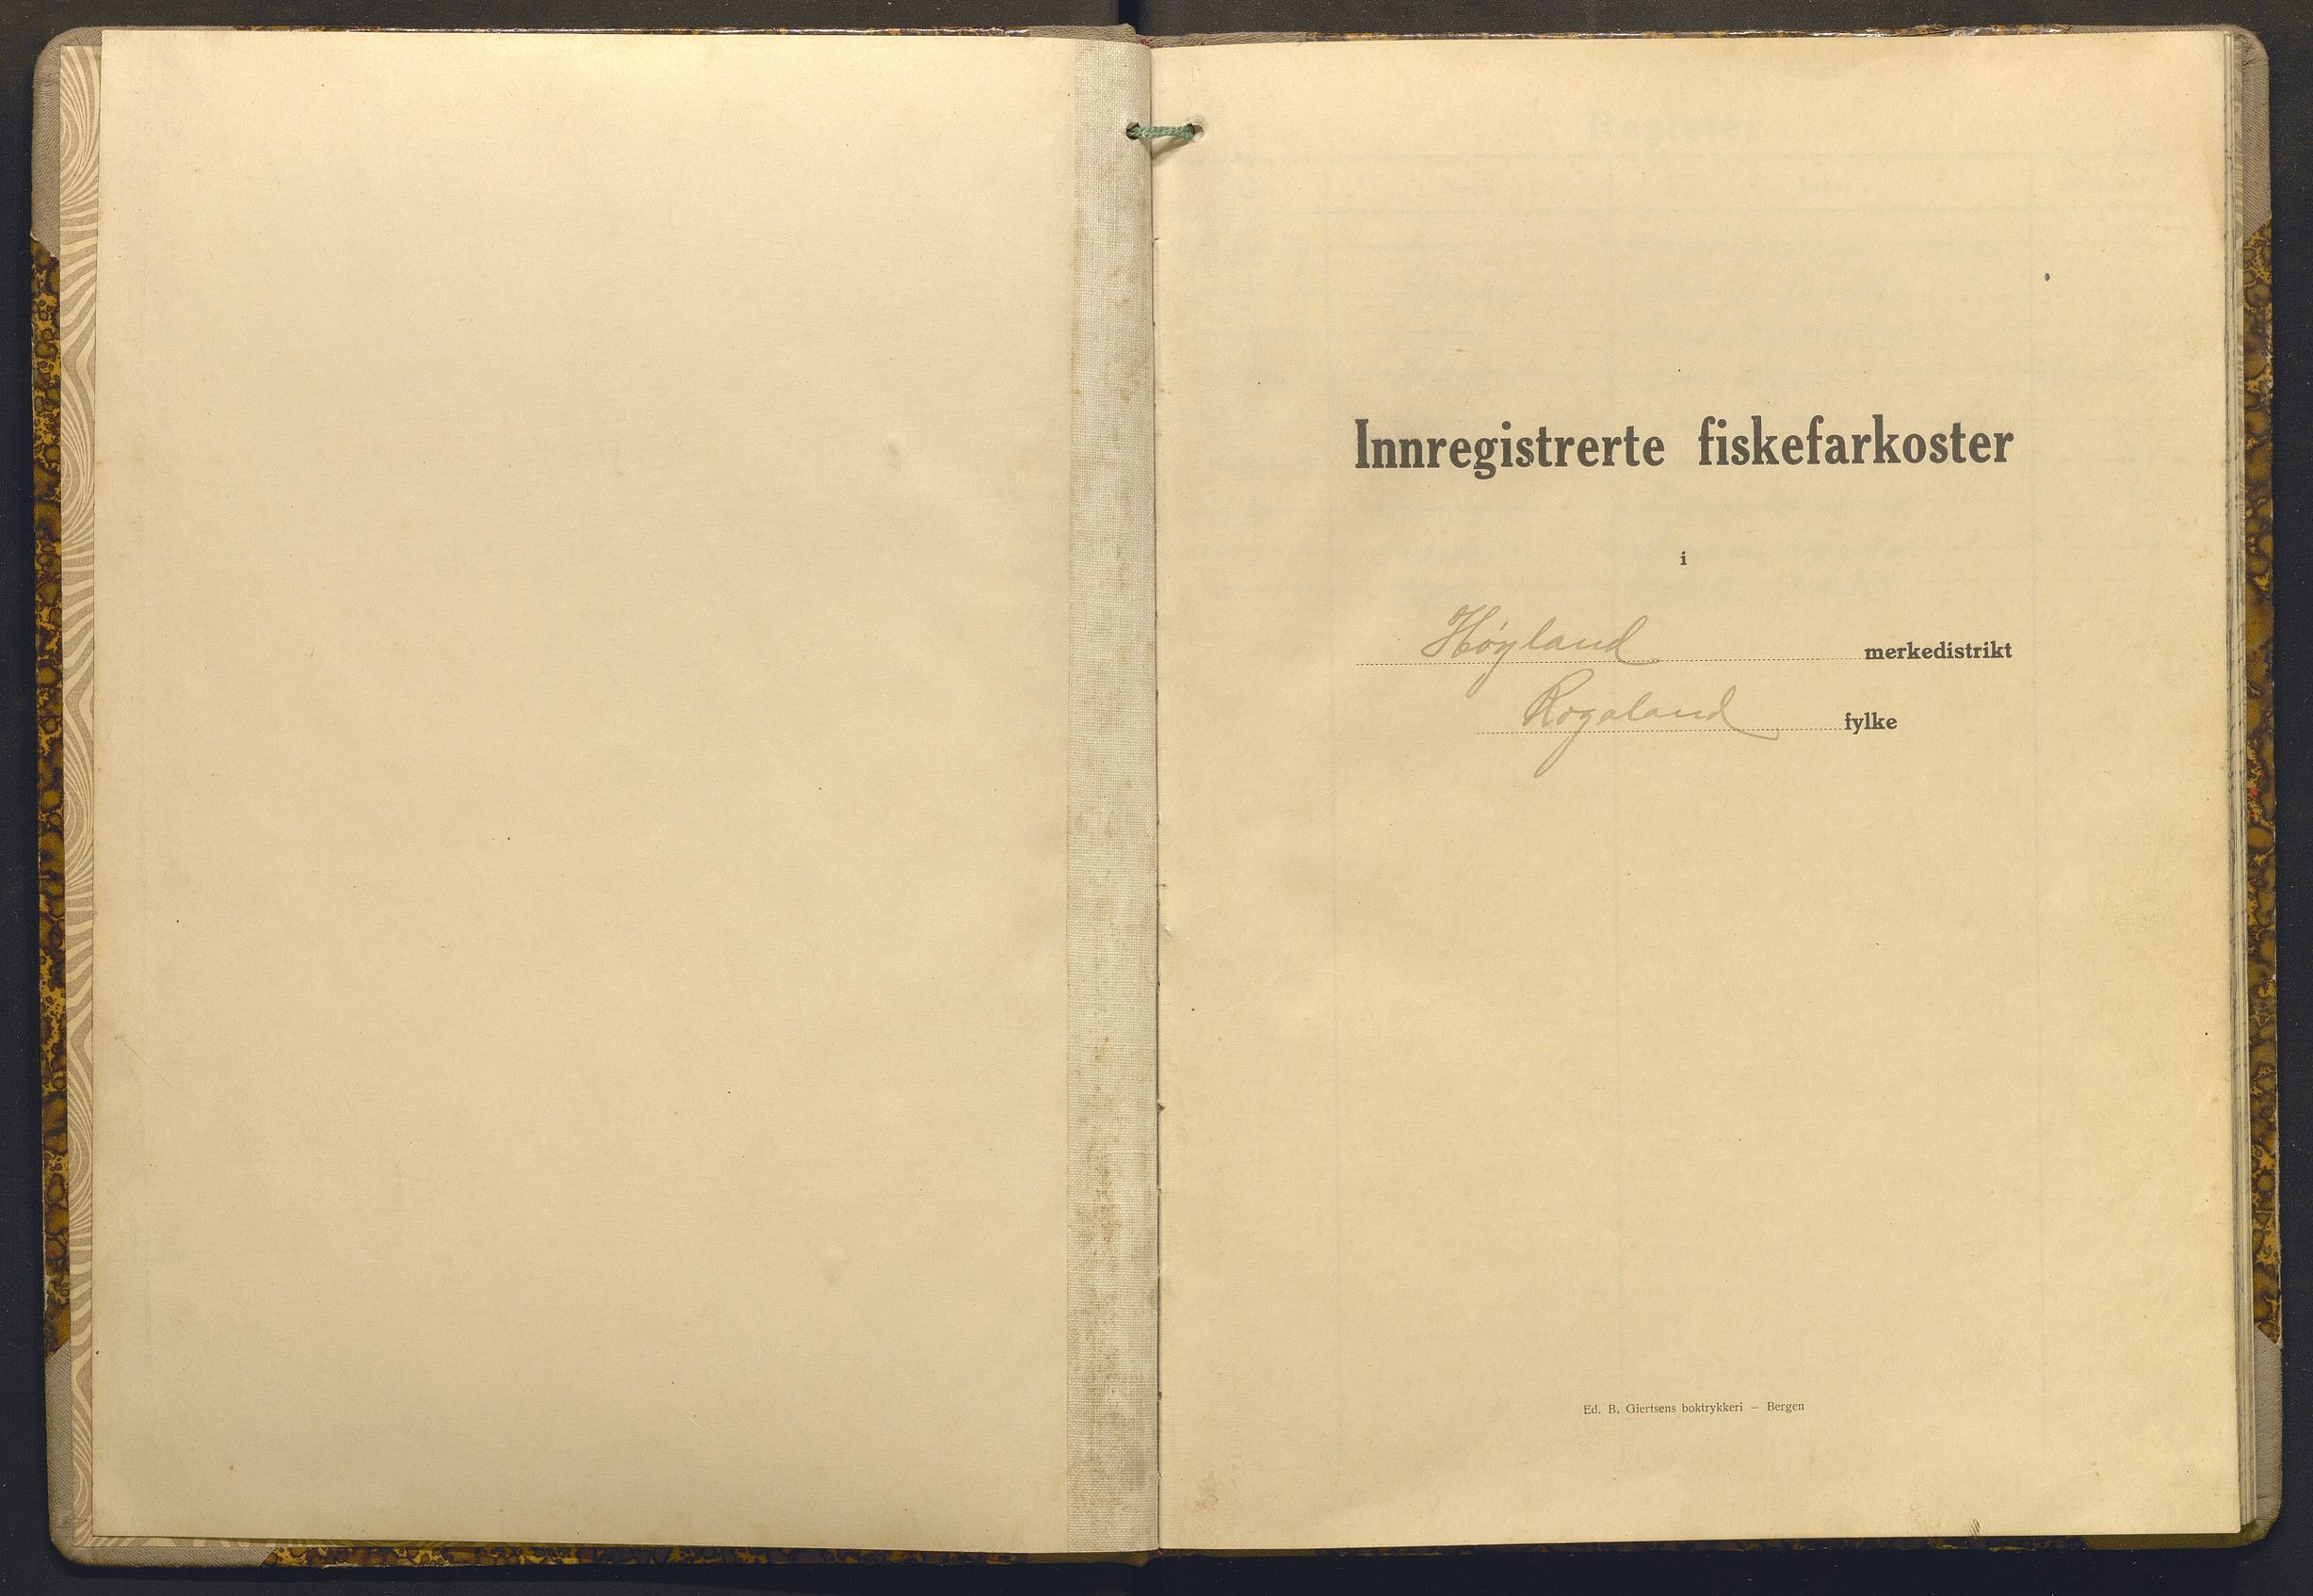 Innregistrerte fiskefarkoster
i
Høyland merkedistrikt
Rogaland fylke
Ed. B. Giertsens boktrykkeri – Bergen